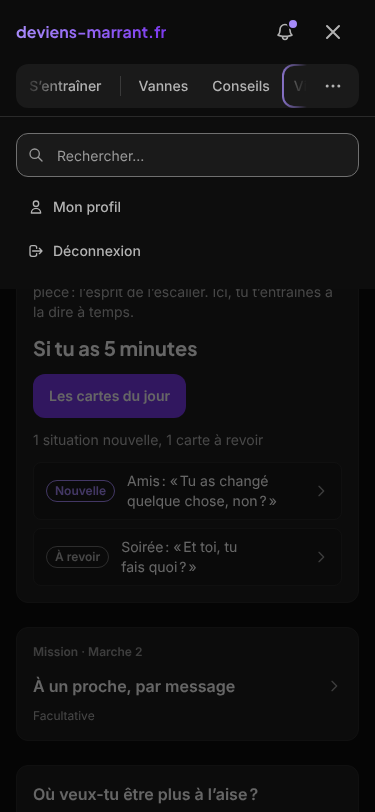 deviens-marrant.fr
S'entraîner
Vannes
Conseils
Rechercher...
Mon profil
Déconnexion
pièce : l'esprit de l'escalier. Ici, tu t'entraînes à
la dire à temps.
Si tu as 5 minutes
Les cartes du jour
1 situation nouvelle, 1 carte à revoir
Nouvelle
Amis : « Tu as changé
quelque chose, non ? »
À revoir
Soirée : « Et toi, tu
fais quoi ? »
Mission · Marche 2
À un proche, par message
Facultative
Où veux-tu être plus à l'aise ?